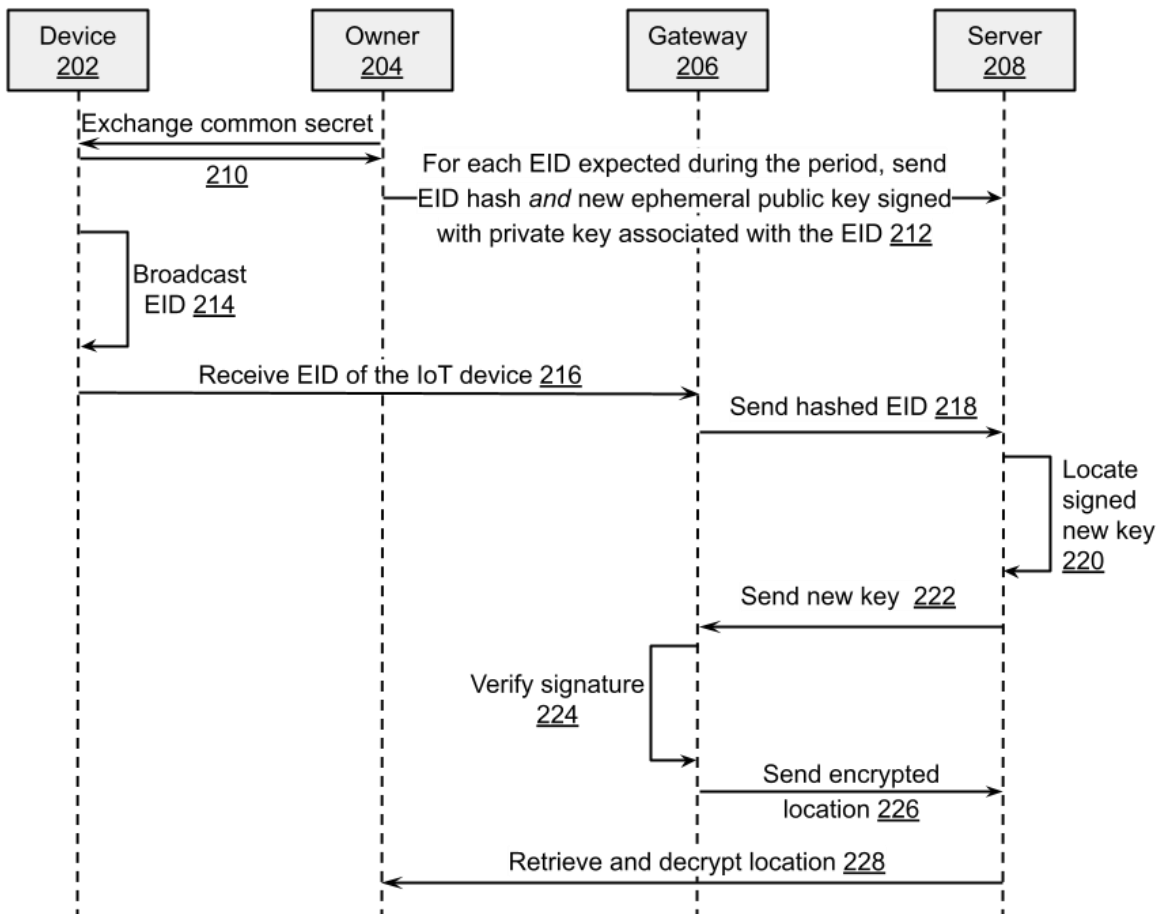 Device
202
Owner
204
Gateway
206
Server
208
Exchange common secret
210
For each EID expected during the period, send
EID hash and new ephemeral public key signed
with private key associated with the EID 212
Broadcast
EID 214
Receive EID of the IoT device 216
Send hashed EID 218
Locate
signed
new key
220
Send new key 222
Verify signature
224
Send encrypted
location 226
Retrieve and decrypt location 228